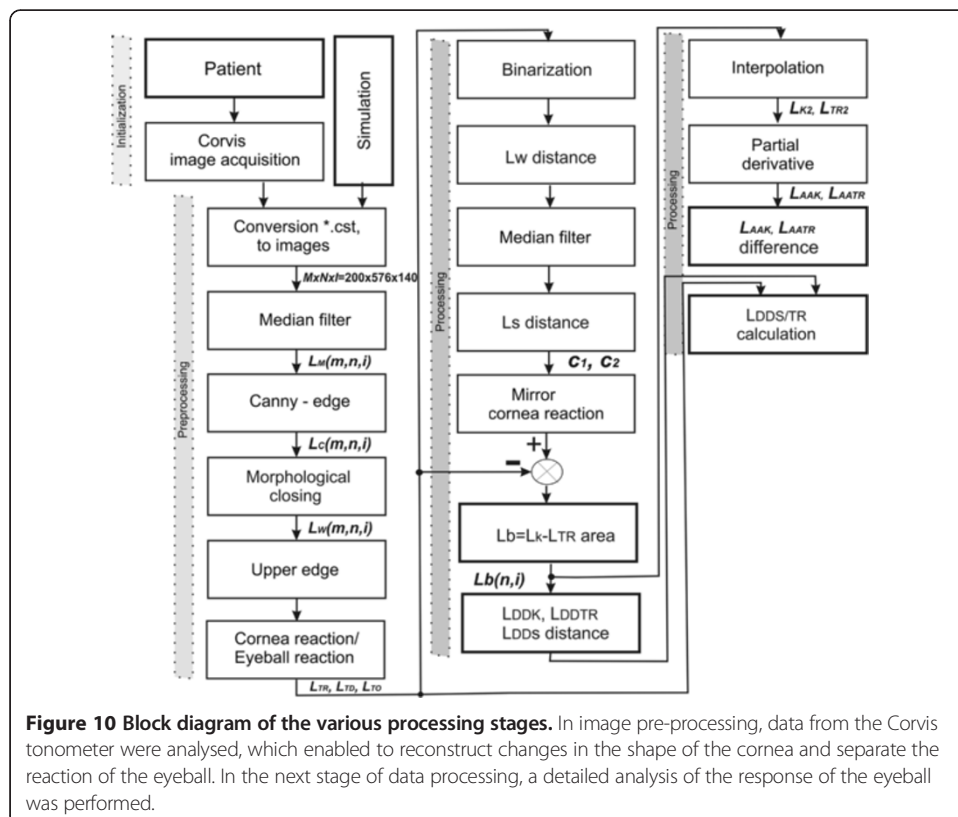 Initialization
Patient
Simulation
Corvis
image acquisition
Preprocessing
Conversion *.cst,
to images
MxNxI=200x576x140
Median filter
LM(m,n,i)
Canny - edge
LC(m,n,i)
Morphological
closing
LW(m,n,i)
Upper edge
Cornea reaction/
Eyeball reaction
LTR, LTD, LTO
Processing
Binarization
Lw distance
Median filter
Ls distance
C1, C2
Mirror
cornea reaction
+
-
Lb=Lk-LTR area
Lb(n,i)
LDDK, LDDTR
LDDs distance
Processing
Interpolation
LK2, LTR2
Partial
derivative
LAAK, LAATR
LAAK, LAATR
difference
LDDS/TR
calculation
Figure 10 Block diagram of the various processing stages. In image pre-processing, data from the Corvis
tonometer were analysed, which enabled to reconstruct changes in the shape of the cornea and separate the
reaction of the eyeball. In the next stage of data processing, a detailed analysis of the response of the eyeball
was performed.